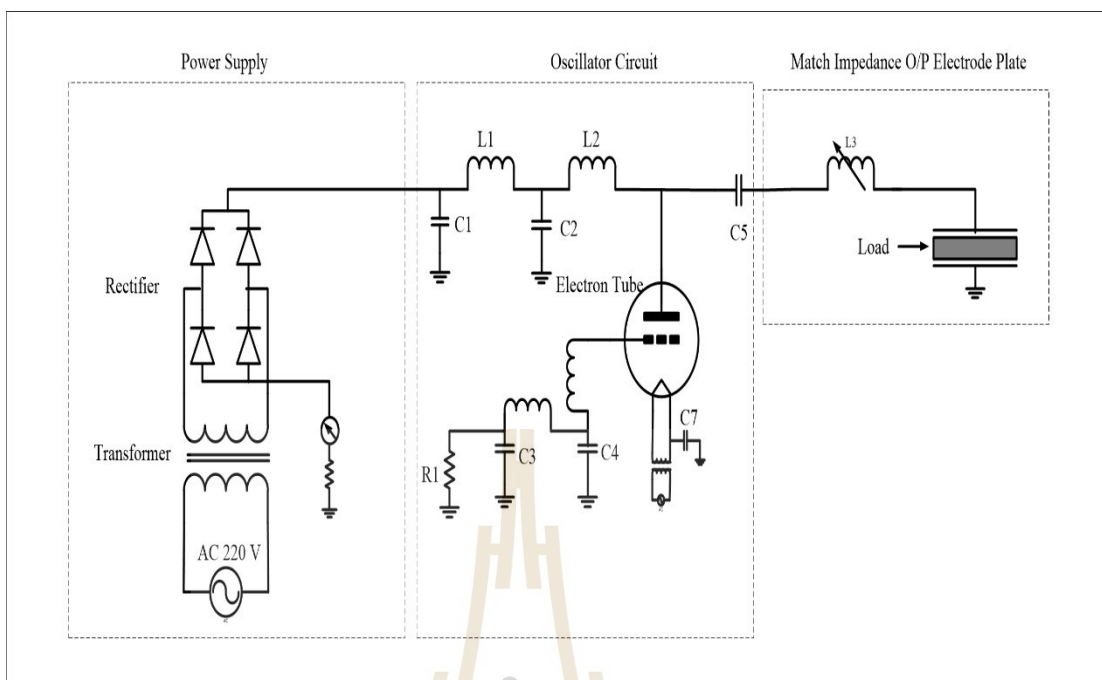 Power Supply
Oscillator Circuit
Match Impedance O/P Electrode Plate
L1
L2
L3
C1
C2
C5
Load
Rectifier
Electron Tube
C7
Transformer
R1
C3
C4
AC 220 V